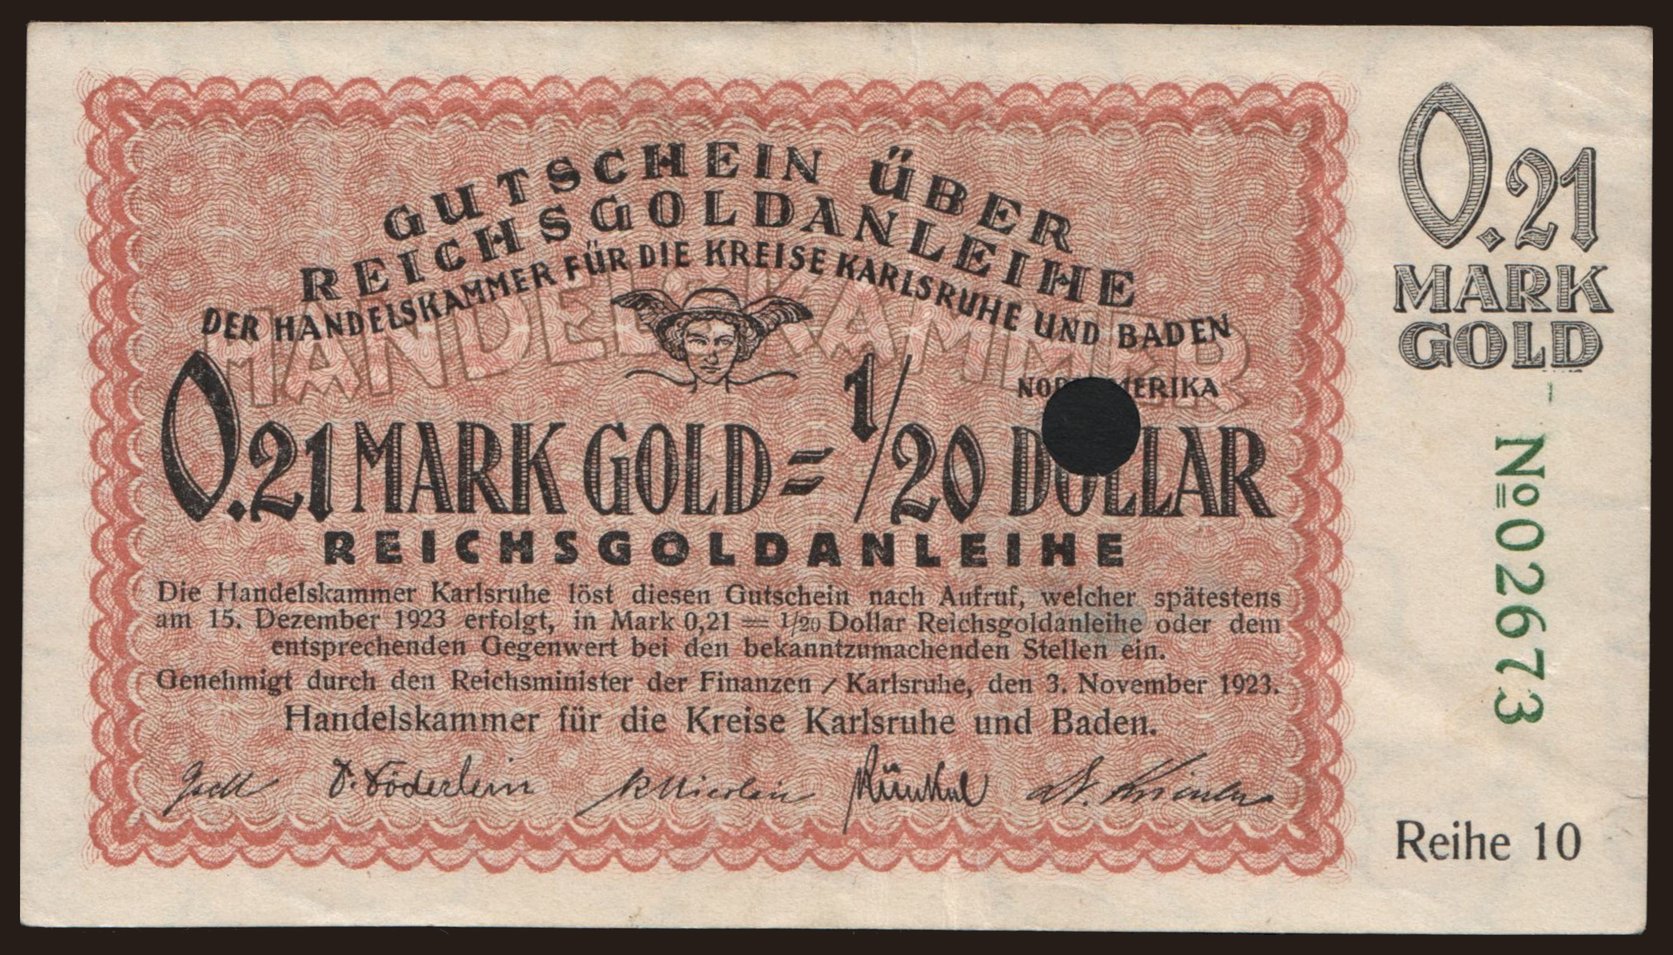 GUTSCHEIN ÜBER
REICHSGOLDANLEIHE
DER HANDELSKAMMER FÜR DIE KREISE KARLSRUHE UND BADEN
HANDELSKAMMER
0.21 MARK GOLD = 1/20 DOLLAR
REICHSGOLDANLEIHE
Die Handelskammer Karlsruhe löst diesen Gutschein nach Aufruf, welcher spätestens
am 15. Dezember 1923 erfolgt, in Mark 0,21 = 1/20 Dollar Reichsgoldanleihe oder dem
entsprechenden Gegenwert bei den bekanntzumachenden Stellen ein.
Genehmigt durch den Reichsminister der Finanzen / Karlsruhe, den 3. November 1923.
Handelskammer für die Kreise Karlsruhe und Baden.
0.21
MARK
GOLD
№ 02673
Reihe 10